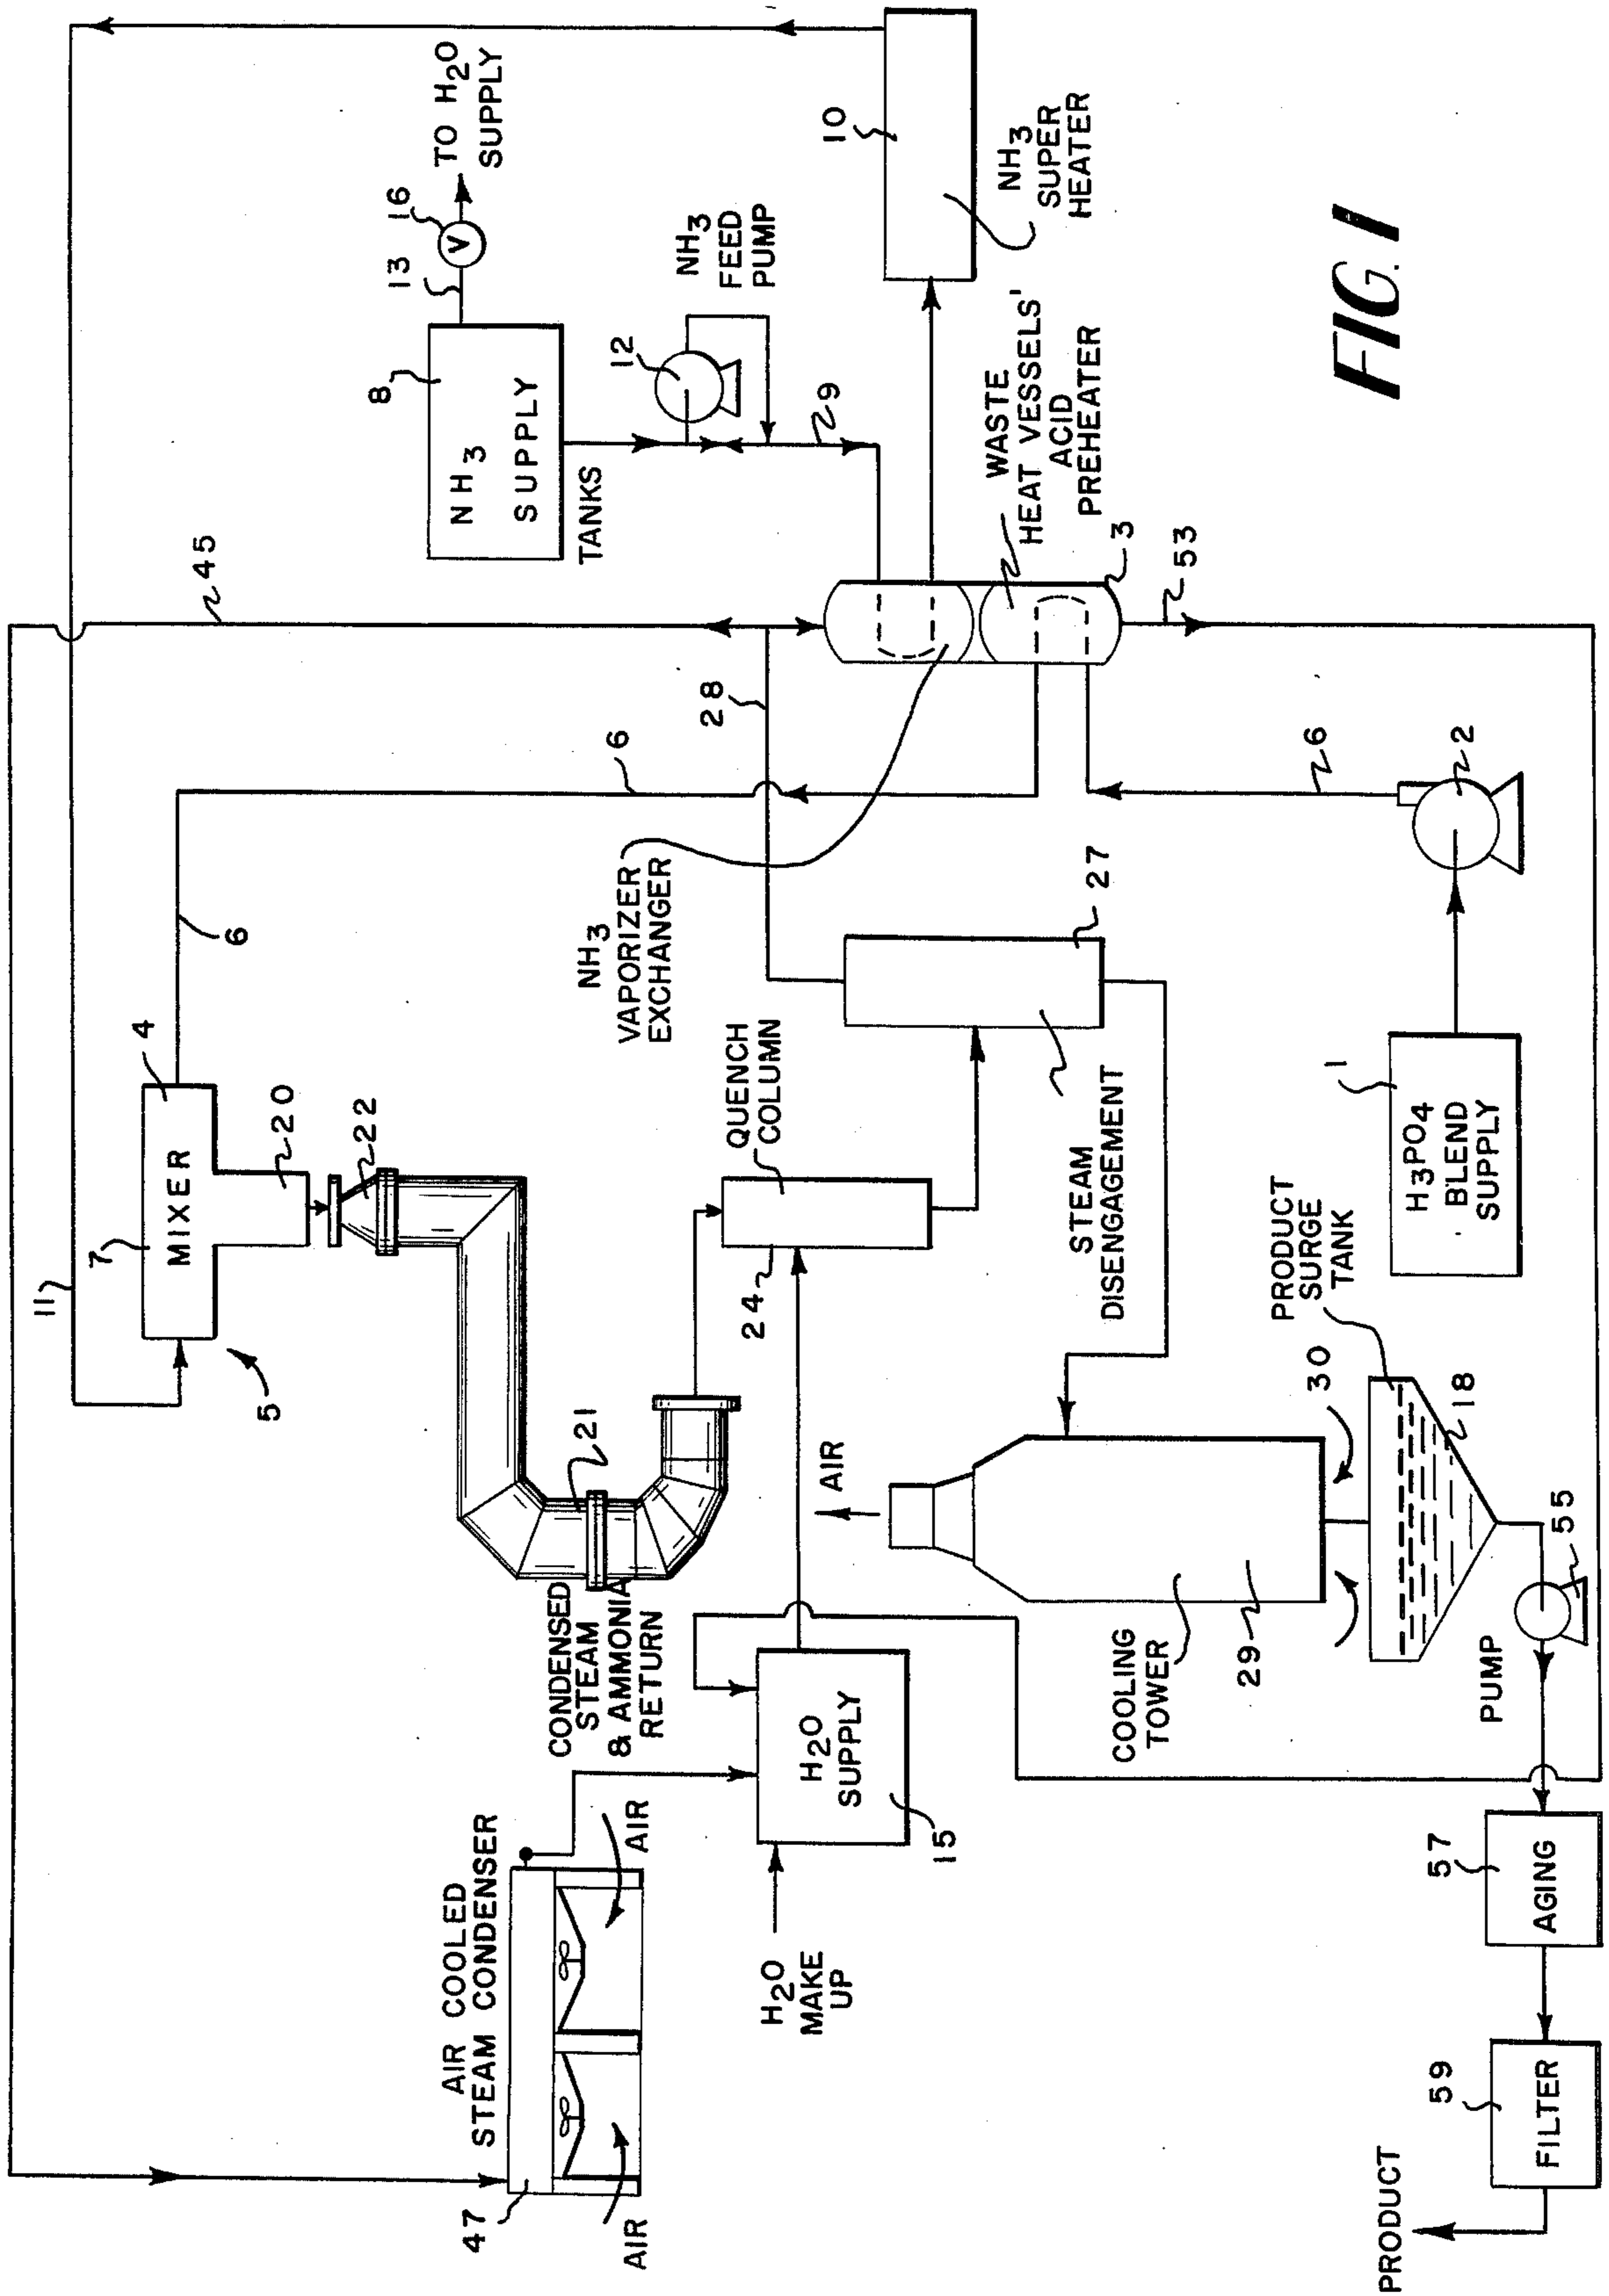 11
7
MIXER
4
5
20
22
6
45
TO H2O
SUPPLY
16
V
13
8
NH3
SUPPLY
TANKS
12
NH3
FEED
PUMP
9
10
NH3
SUPER
HEATER
AIR COOLED
STEAM CONDENSER
47
AIR
AIR
CONDENSED
STEAM
& AMMONIA
RETURN
21
H2O
MAKE
UP
H2O
SUPPLY
15
24
QUENCH
COLUMN
NH3
VAPORIZER
EXCHANGER
6
28
27
STEAM
DISENGAGEMENT
WASTE
HEAT VESSELS'
ACID
PREHEATER
3
53
AIR
COOLING
TOWER
29
30
PRODUCT
SURGE
TANK
18
55
PUMP
1
H3PO4
BLEND
SUPPLY
2
6
57
AGING
59
FILTER
PRODUCT
FIG. 1